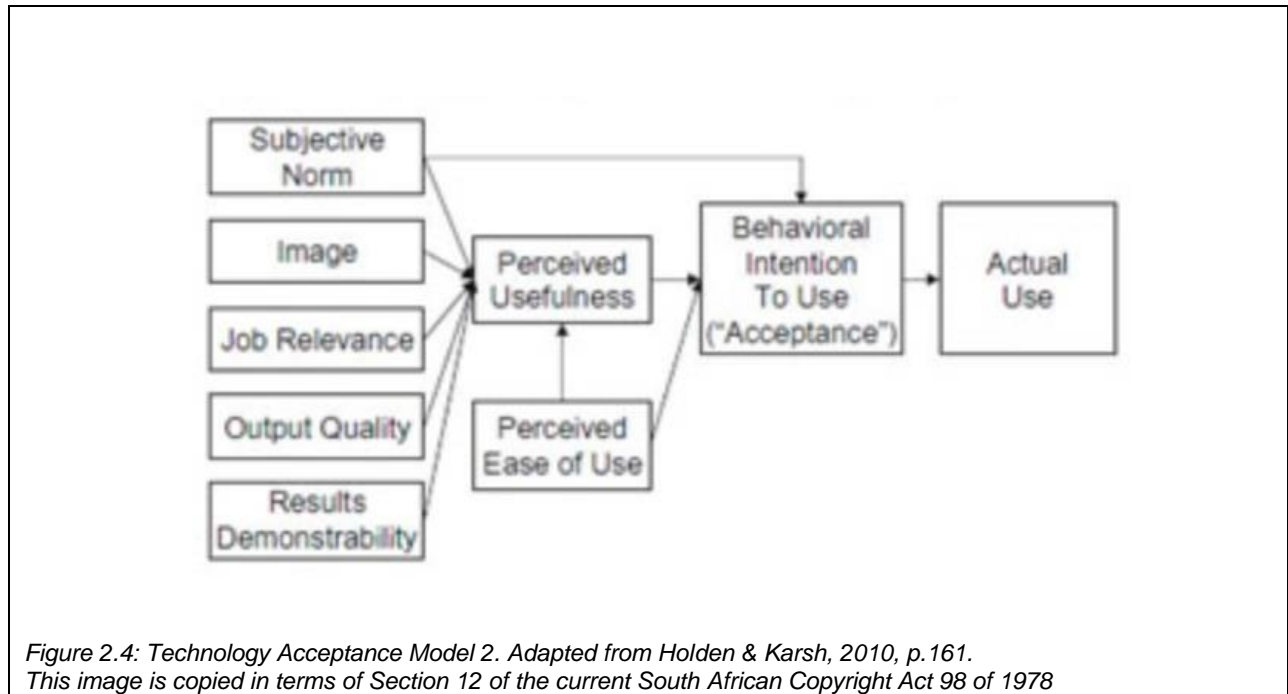 Subjective
Norm
Image
Job Relevance
Output Quality
Results
Demonstrability
Perceived
Usefulness
Perceived
Ease of Use
Behavioral
Intention
To Use
("Acceptance")
Actual
Use
Figure 2.4: Technology Acceptance Model 2. Adapted from Holden & Karsh, 2010, p.161.
This image is copied in terms of Section 12 of the current South African Copyright Act 98 of 1978